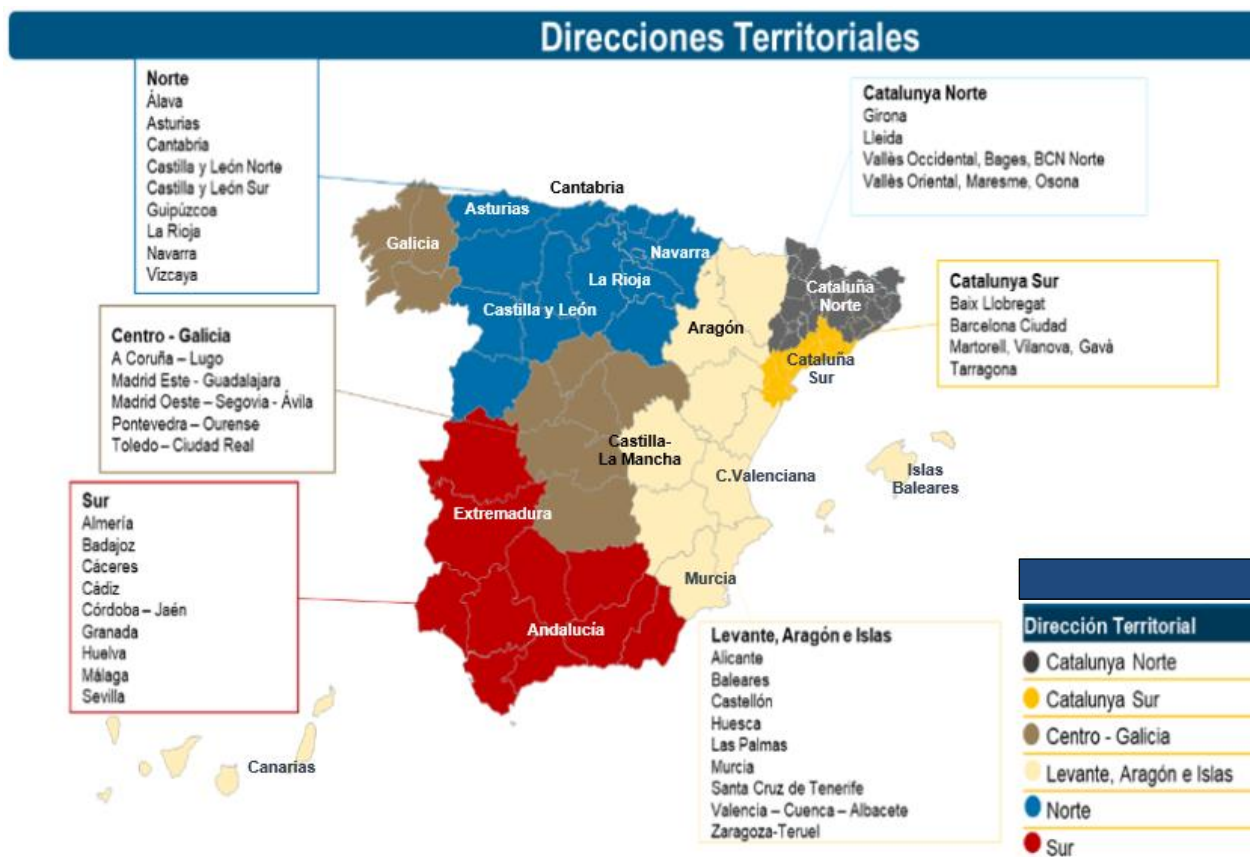 Direcciones Territoriales
Norte
Álava
Asturias
Cantabria
Castilla y León Norte
Castilla y León Sur
Guipúzcoa
La Rioja
Navarra
Vizcaya
Centro - Galicia
A Coruña – Lugo
Madrid Este - Guadalajara
Madrid Oeste – Segovia - Ávila
Pontevedra – Ourense
Toledo – Ciudad Real
Sur
Almería
Badajoz
Cáceres
Cádiz
Córdoba – Jaén
Granada
Huelva
Málaga
Sevilla
Cantabria
Asturias
Galicia
Navarra
La Rioja
Castilla y León
Aragón
Cataluña
Norte
Cataluña
Sur
Castilla-
La Mancha
C.Valenciana
Islas
Baleares
Extremadura
Murcia
Andalucía
Canarias
Catalunya Norte
Girona
Lleida
Vallès Occidental, Bages, BCN Norte
Vallès Oriental, Maresme, Osona
Catalunya Sur
Baix Llobregat
Barcelona Ciudad
Martorell, Vilanova, Gavà
Tarragona
Levante, Aragón e Islas
Alicante
Baleares
Castellón
Huesca
Las Palmas
Murcia
Santa Cruz de Tenerife
Valencia – Cuenca – Albacete
Zaragoza-Teruel
Dirección Territorial
Catalunya Norte
Catalunya Sur
Centro - Galicia
Levante, Aragón e Islas
Norte
Sur